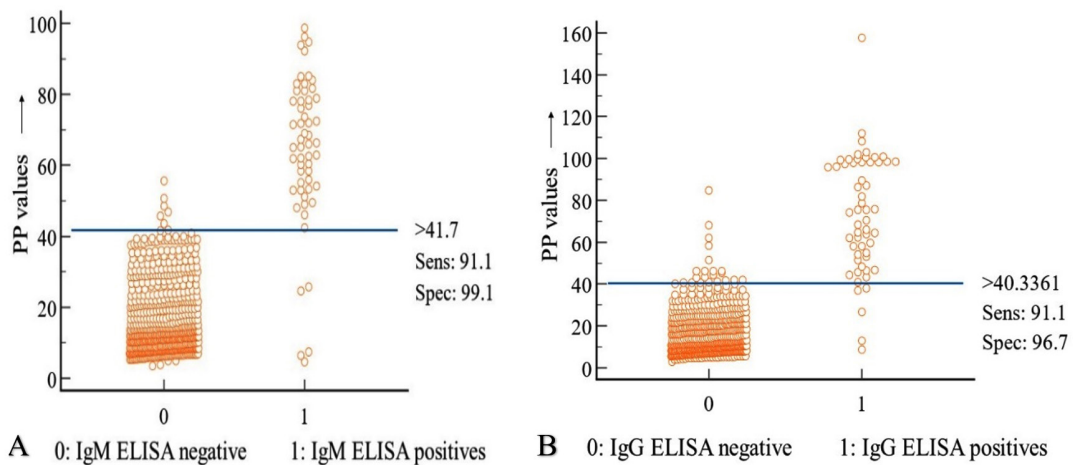 100
80
60
40
20
0
PP values
>41.7
Sens: 91.1
Spec: 99.1
0
1
A
0: IgM ELISA negative
1: IgM ELISA positives
160
140
120
100
80
60
40
20
0
PP values
>40.3361
Sens: 91.1
Spec: 96.7
0
1
B
0: IgG ELISA negative
1: IgG ELISA positives